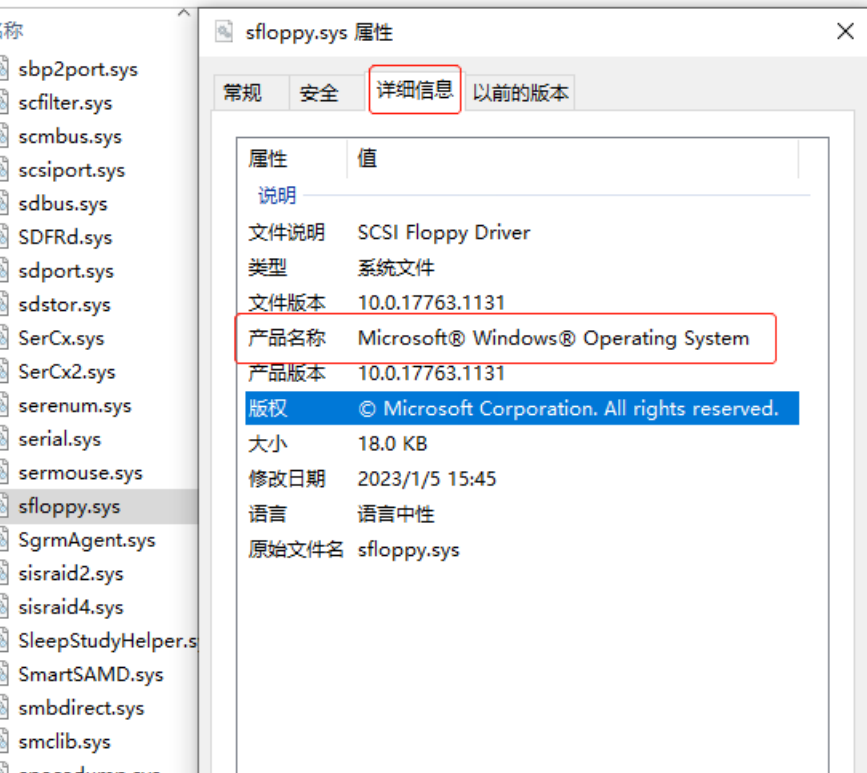 称
sbp2port.sys
scfilter.sys
scmbus.sys
scsiport.sys
sdbus.sys
SDFRd.sys
sdport.sys
sdstor.sys
SerCx.sys
SerCx2.sys
serenum.sys
serial.sys
sermouse.sys
sfloppy.sys
SgrmAgent.sys
sisraid2.sys
sisraid4.sys
SleepStudyHelper.s
SmartSAMD.sys
smbdirect.sys
smclib.sys
sfloppy.sys 属性
常规 安全 详细信息 以前的版本
属性 值
说明
文件说明 SCSI Floppy Driver
类型 系统文件
文件版本 10.0.17763.1131
产品名称 Microsoft® Windows® Operating System
产品版本 10.0.17763.1131
版权 © Microsoft Corporation. All rights reserved.
大小 18.0 KB
修改日期 2023/1/5 15:45
语言 语言中性
原始文件名 sfloppy.sys